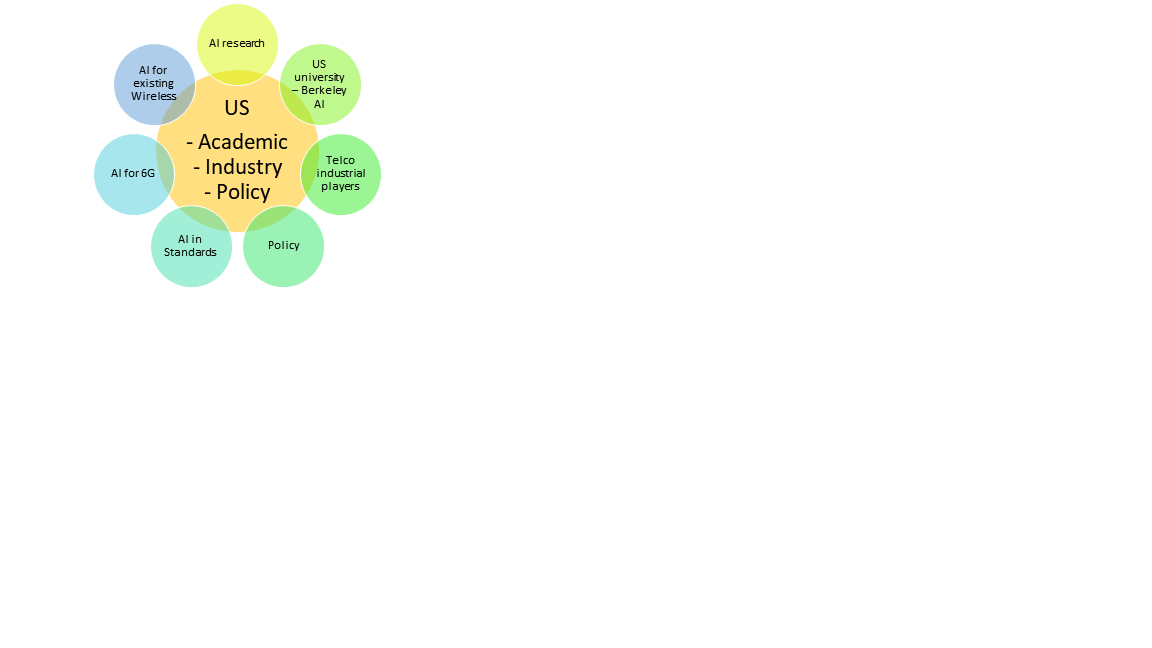 AI research
US
university
– Berkeley
AI
Telco
industrial
players
Policy
AI in
Standards
AI for 6G
AI for
existing
Wireless
US
- Academic
- Industry
- Policy